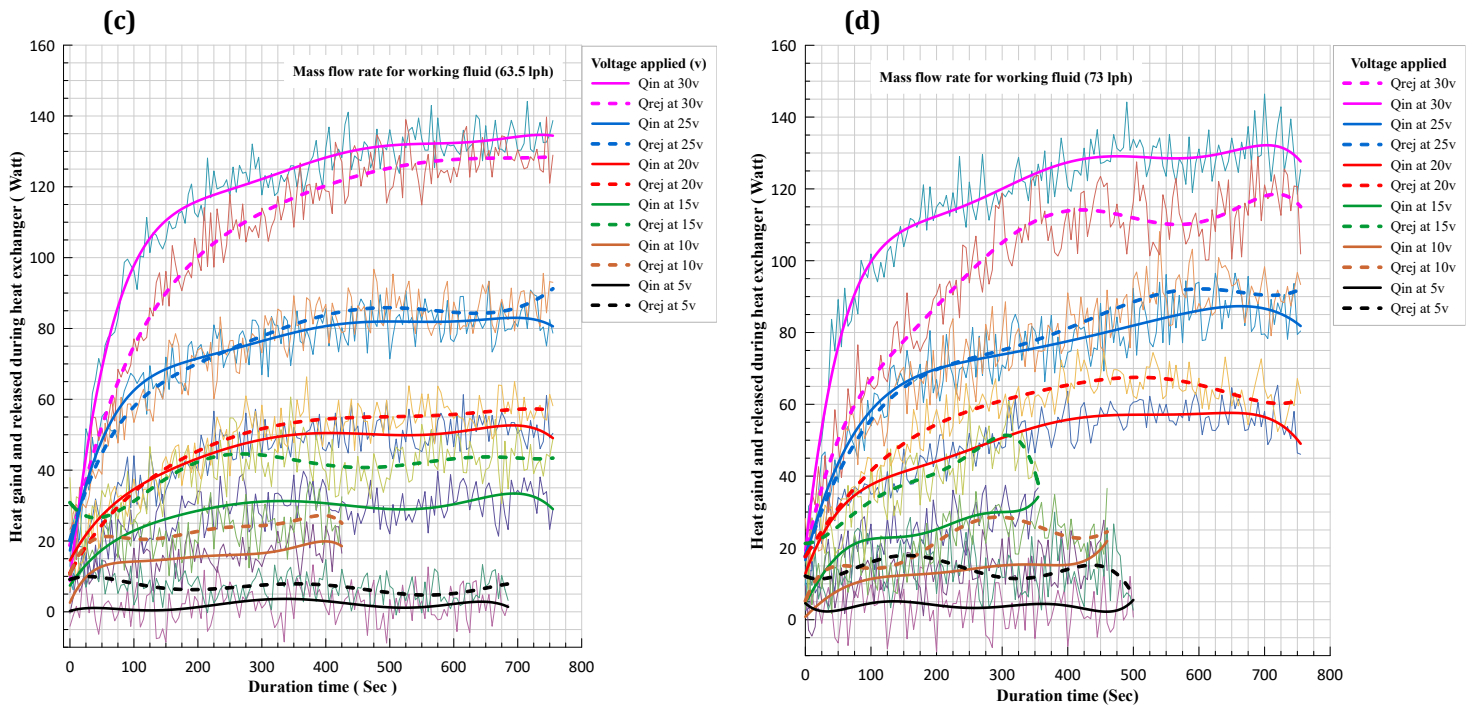 (c)
Heat gaind and released during heat exchanger ( Watt)
160
140
120
100
80
60
40
20
0
Mass flow rate for working fluid (63.5 lph)
0 100 200 300 400 500 600 700 800
Duration time ( Sec )
Voltage applied (v)
Qin at 30v
Qrej at 30v
Qin at 25v
Qrej at 25v
Qin at 20v
Qrej at 20v
Qin at 15v
Qrej at 15v
Qin at 10v
Qrej at 10v
Qin at 5v
Qrej at 5v
(d)
Heat gaind and released during heat exchanger (Watt)
160
140
120
100
80
60
40
20
0
Mass flow rate for working fluid (73 lph)
0 100 200 300 400 500 600 700 800
Duration time (Sec)
Voltage applied
Qrej at 30v
Qin at 30v
Qin at 25v
Qrej at 25v
Qin at 20v
Qrej at 20v
Qin at 15v
Qrej at 15v
Qin at 10v
Qrej at 10v
Qin at 5v
Qrej at 5v